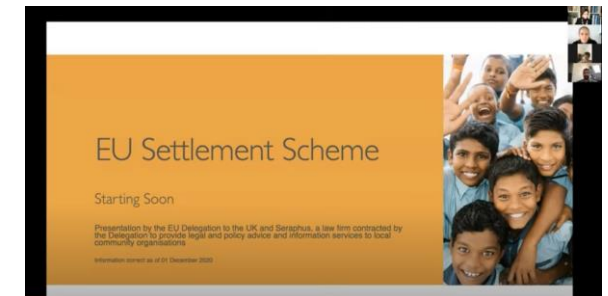 EU Settlement Scheme
Starting Soon
Presentation by the EU Delegation to the UK and Seraphus, a law firm contracted by
the Delegation to provide legal and policy advice and information services to local
community organisations
Information correct as of 01 December 2020